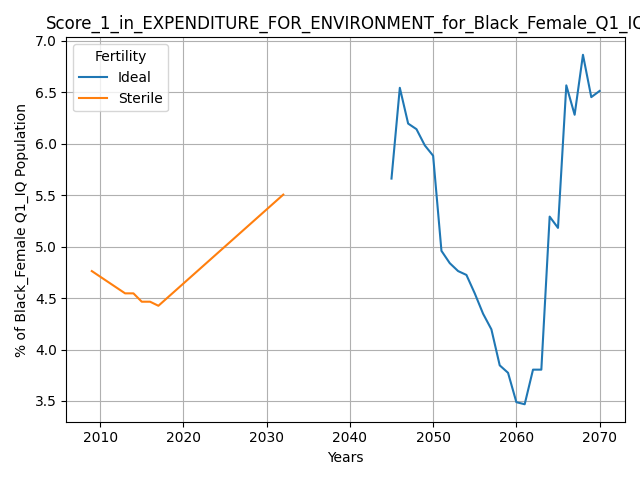 Score_1_in_EXPENDITURE_FOR_ENVIRONMENT_for_Black_Female_Q1_IQ
Fertility
Ideal
Sterile
% of Black_Female Q1_IQ Population
7.0
6.5
6.0
5.5
5.0
4.5
4.0
3.5
2010 2020 2030 2040 2050 2060 2070
Years